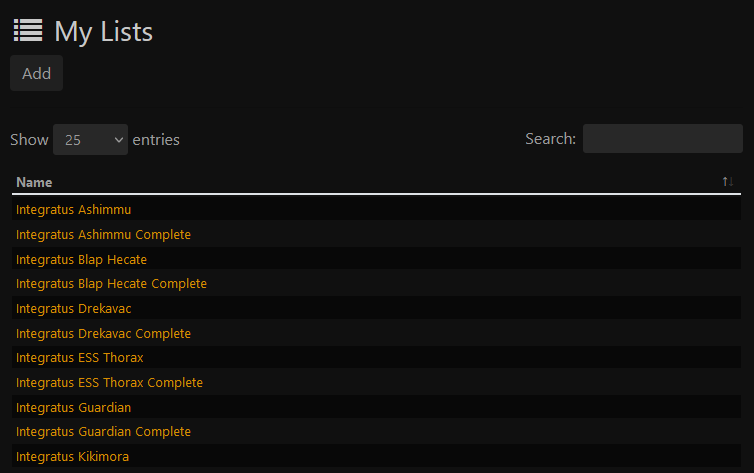 My Lists
Add
Show 25 entries
Search:
Name
Integratus Ashimmu
Integratus Ashimmu Complete
Integratus Blap Hecate
Integratus Blap Hecate Complete
Integratus Drekavac
Integratus Drekavac Complete
Integratus ESS Thorax
Integratus ESS Thorax Complete
Integratus Guardian
Integratus Guardian Complete
Integratus Kikimora